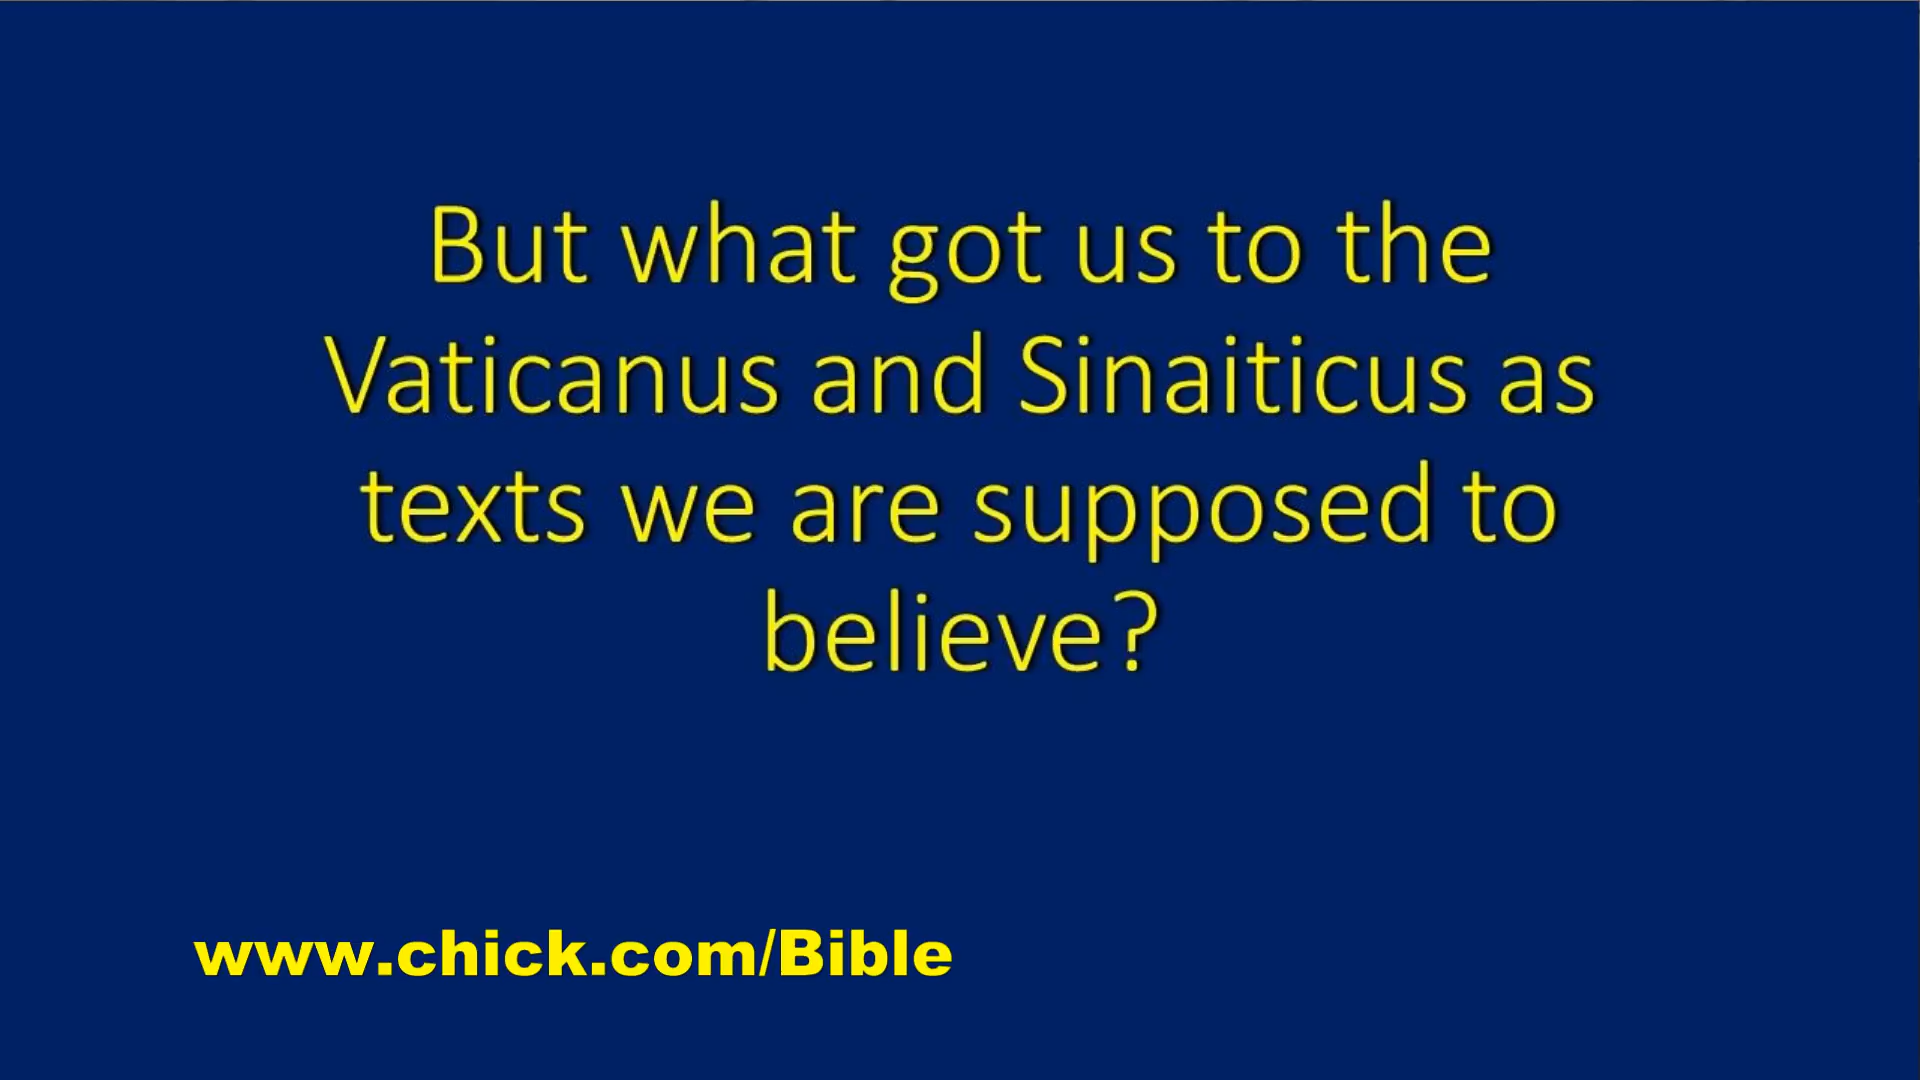 But what got us to the
Vaticanus and Sinaiticus as
texts we are supposed to
believe?
www.chick.com/Bible